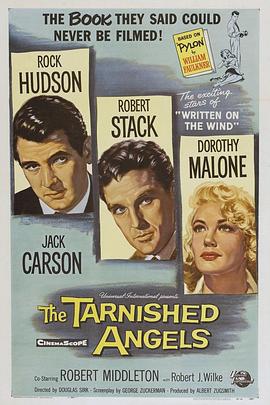 The BOOK THEY SAID COULD
NEVER BE FILMED!
BASED ON
"PYLON"
BY
WILLIAM
FAULKNER
ROCK
HUDSON
ROBERT
STACK
The exciting
stars of
"WRITTEN ON
THE WIND"
DOROTHY
MALONE
JACK
CARSON
Universal-International presents
The TARNISHED
ANGELS
CINEMASCOPE
Co-Starring ROBERT MIDDLETON with Robert J. Wilke
Directed by DOUGLAS SIRK · Screenplay by GEORGE ZUCKERMAN · Produced by ALBERT ZUGSMITH